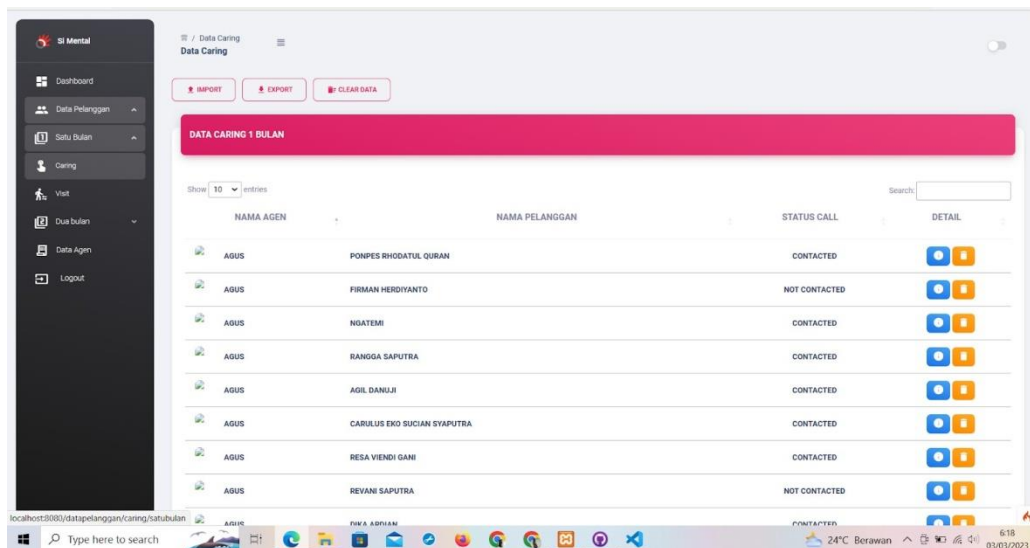 Si Mental
/ Data Caring
Data Caring
Dashboard
Data Pelanggan
Satu Bulan
Caring
Visit
Dua bulan
Data Agen
Logout
IMPORT
EXPORT
CLEAR DATA
DATA CARING 1 BULAN
Show 10 entries
Search:
NAMA AGEN NAMA PELANGGAN STATUS CALL DETAIL
AGUS PONPES RHODATUL QURAN CONTACTED
AGUS FIRMAN HERDIYANTO NOT CONTACTED
AGUS NGATEMI CONTACTED
AGUS RANGGA SAPUTRA CONTACTED
AGUS AGIL DANUJI CONTACTED
AGUS CARULUS EKO SUCIAN SYAPUTRA CONTACTED
AGUS RESA VIENDI GANI CONTACTED
AGUS REVANI SAPUTRA NOT CONTACTED
AGUS DIKA ARDIAN CONTACTED
localhost:8080/datapelanggan/caring/satubulan
Type here to search
24°C Berawan
6:18
03/03/2023